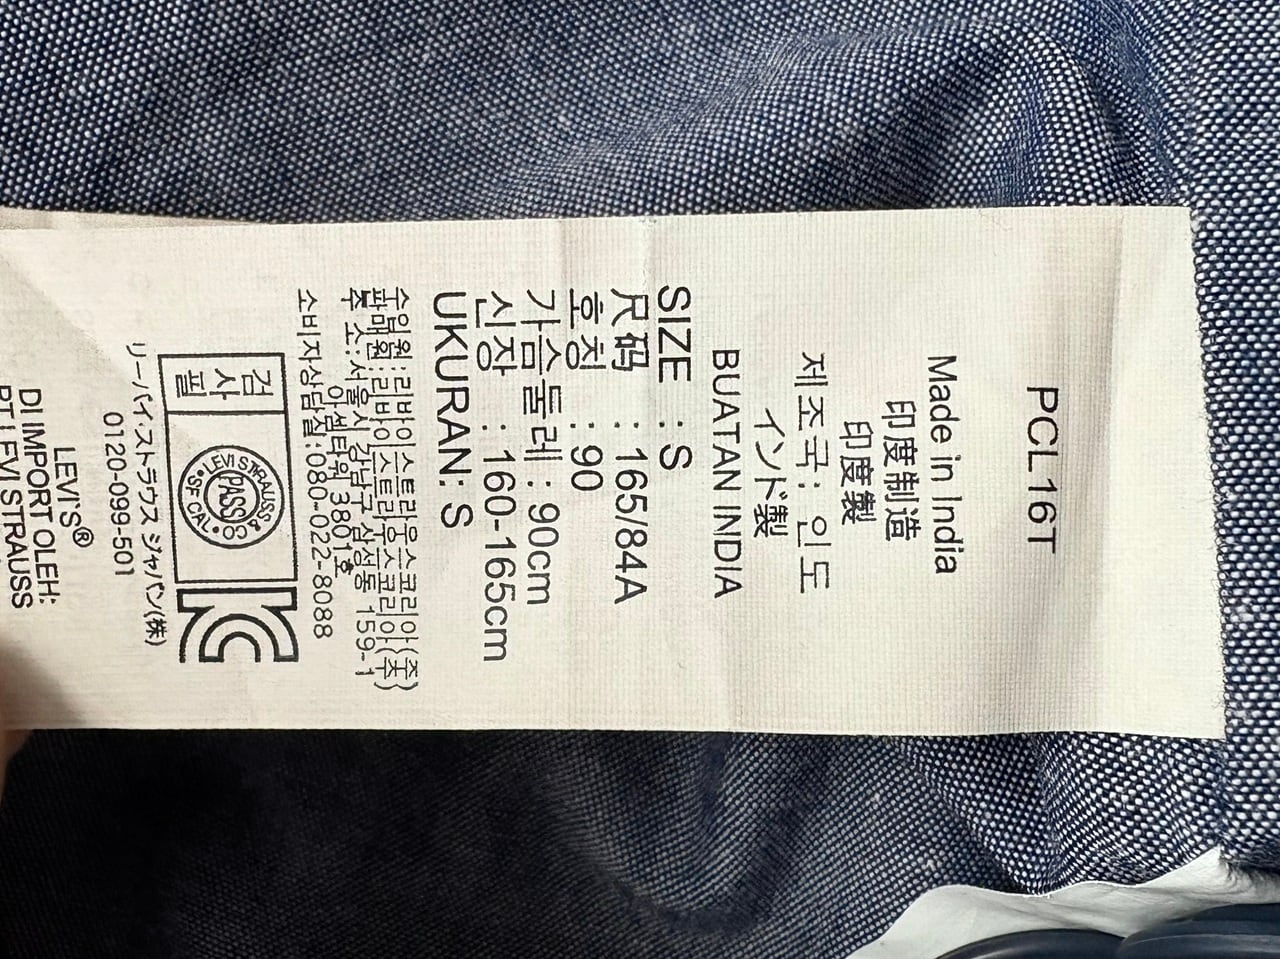 PCL 16T
Made in India
印度制造
印度製
제조국: 인도
インド製
BUATAN INDIA
SIZE : S
尺码 : 165/84A
호칭 : 90
가슴둘레 : 90cm
신장 : 160-165cm
UKURAN: S
수입원:리바이스트라우스코리아(주)
판매원:리바이스트라우스코리아(주)
주 소:서울시 강남구 삼성동 159-1
아셈타워 3801호
소비자상담실:080-022-8088
검사필
LEVI STRAUSS & CO
PASS
SF CAL
リーバイ・ストラウス ジャパン(株)
0120-099-501
LEVI'S®
DI IMPORT OLEH:
PT LEVI STRAUSS